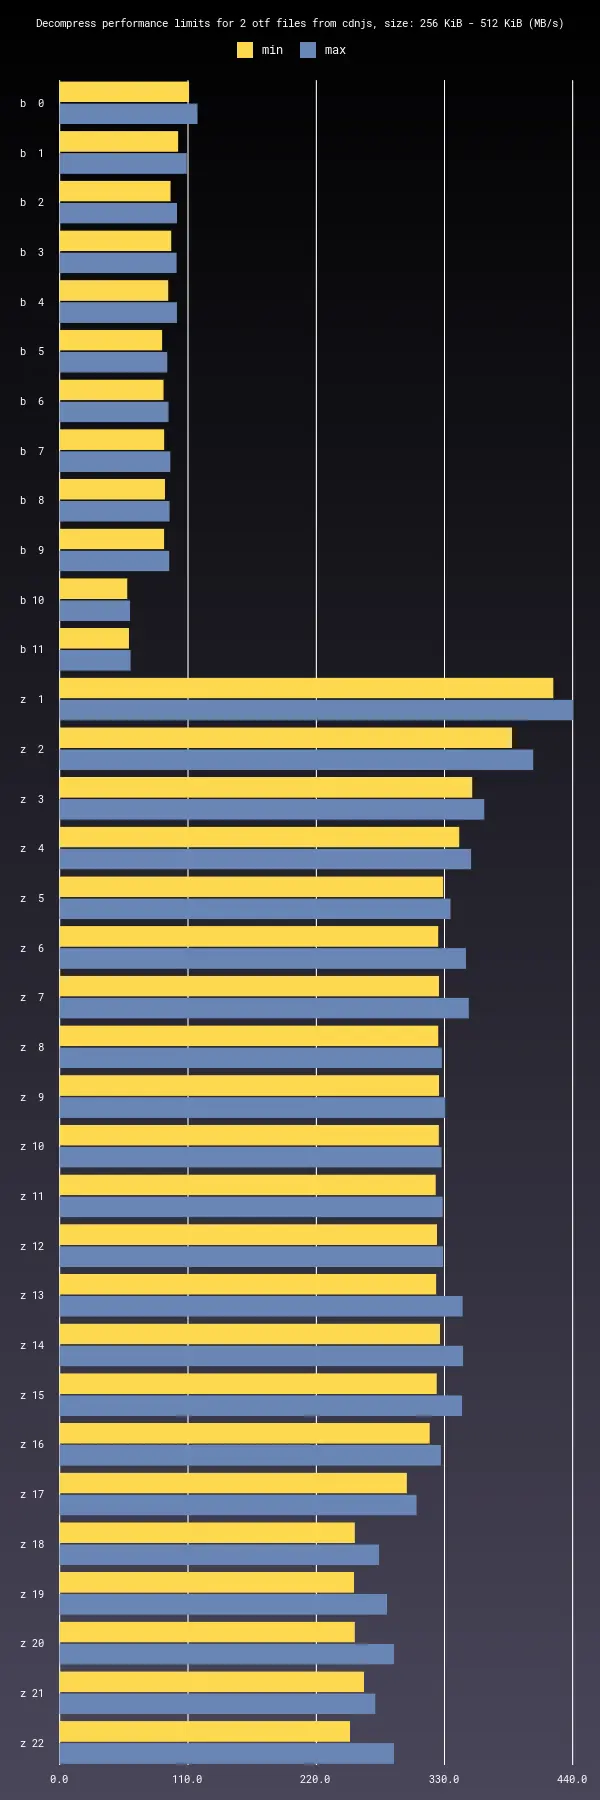 Decompress performance limits for 2 otf files from cdnjs, size: 256 KiB - 512 KiB (MB/s)
min max
b 0
b 1
b 2
b 3
b 4
b 5
b 6
b 7
b 8
b 9
b 10
b 11
z 1
z 2
z 3
z 4
z 5
z 6
z 7
z 8
z 9
z 10
z 11
z 12
z 13
z 14
z 15
z 16
z 17
z 18
z 19
z 20
z 21
z 22
0.0 110.0 220.0 330.0 440.0